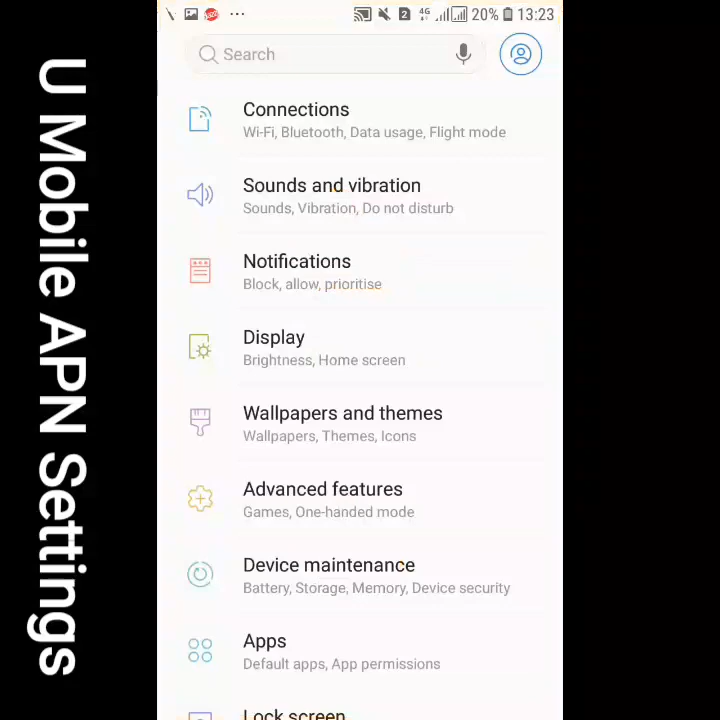 U Mobile APN Settings
2 4G 20% 13:23
Search
Connections
Wi-Fi, Bluetooth, Data usage, Flight mode
Sounds and vibration
Sounds, Vibration, Do not disturb
Notifications
Block, allow, prioritise
Display
Brightness, Home screen
Wallpapers and themes
Wallpapers, Themes, Icons
Advanced features
Games, One-handed mode
Device maintenance
Battery, Storage, Memory, Device security
Apps
Default apps, App permissions
Lock screen